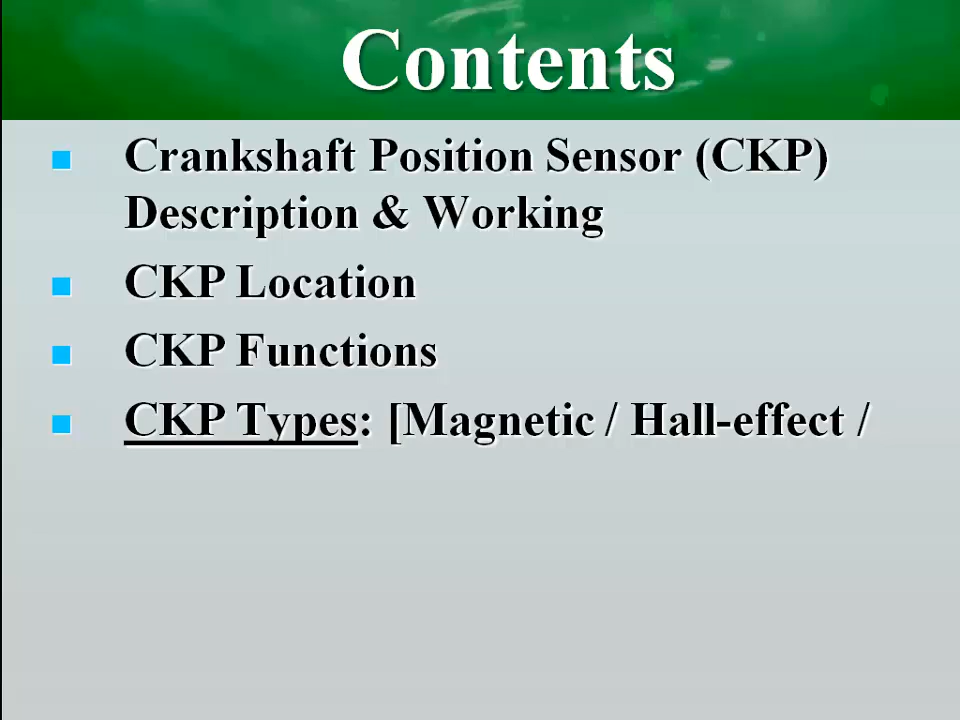 Contents
Crankshaft Position Sensor (CKP)
Description & Working
CKP Location
CKP Functions
CKP Types: [Magnetic / Hall-effect /